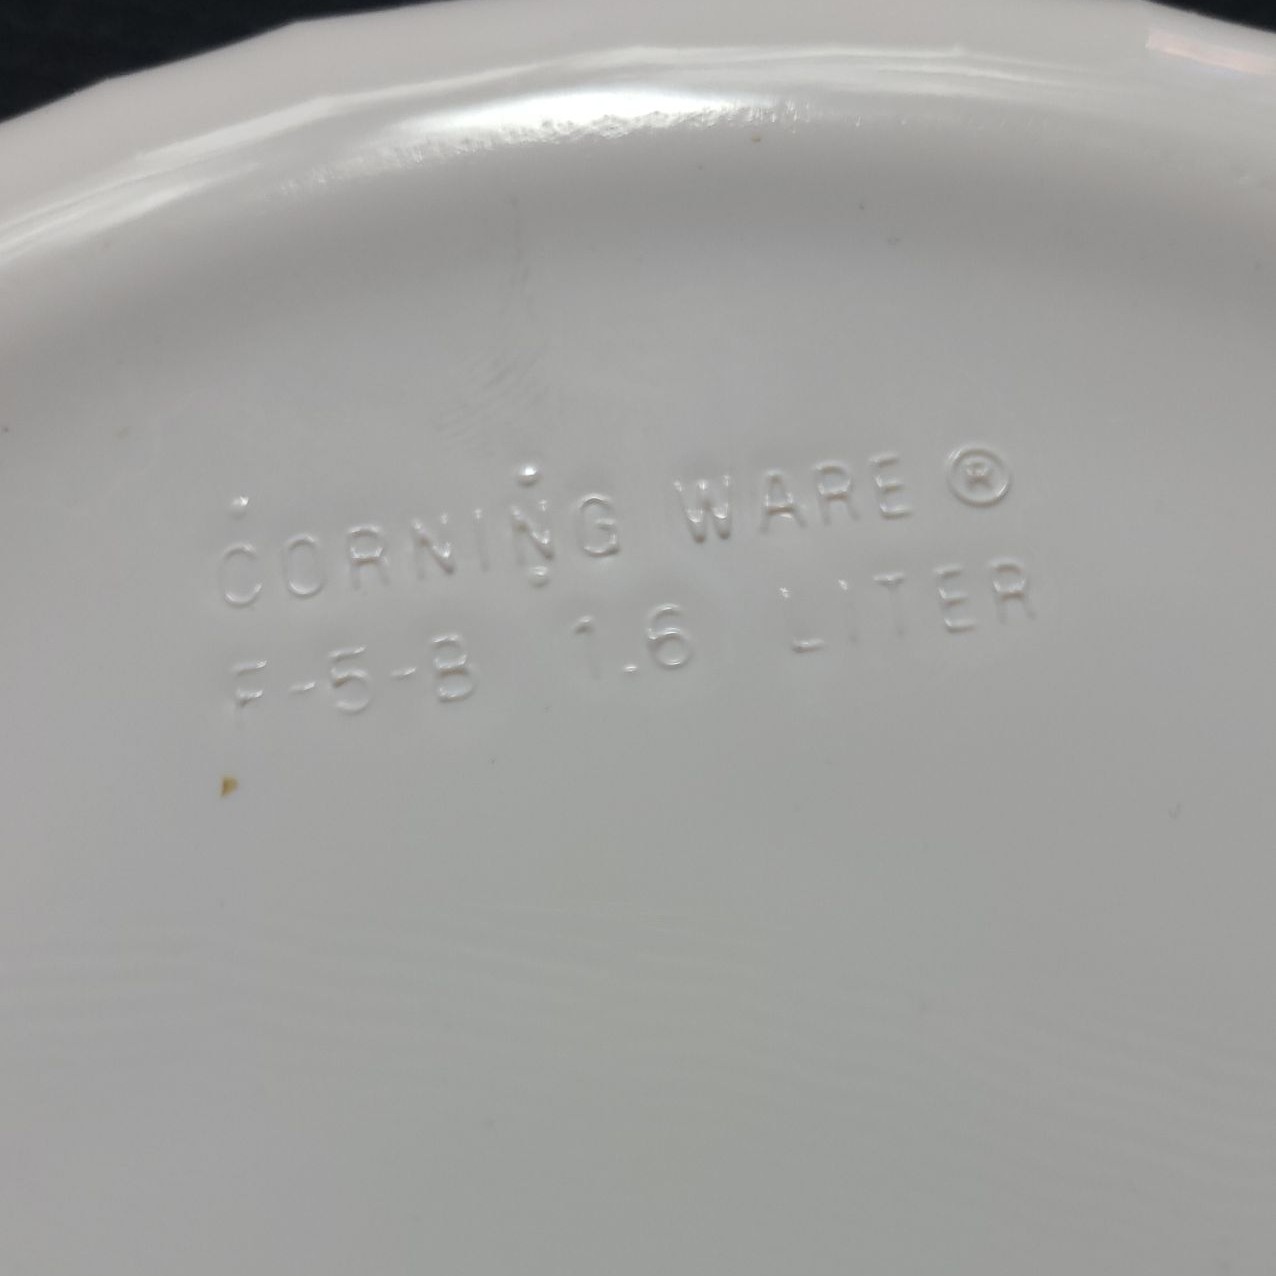 CORNING WARE ®
F-5-B 1.6 LITER